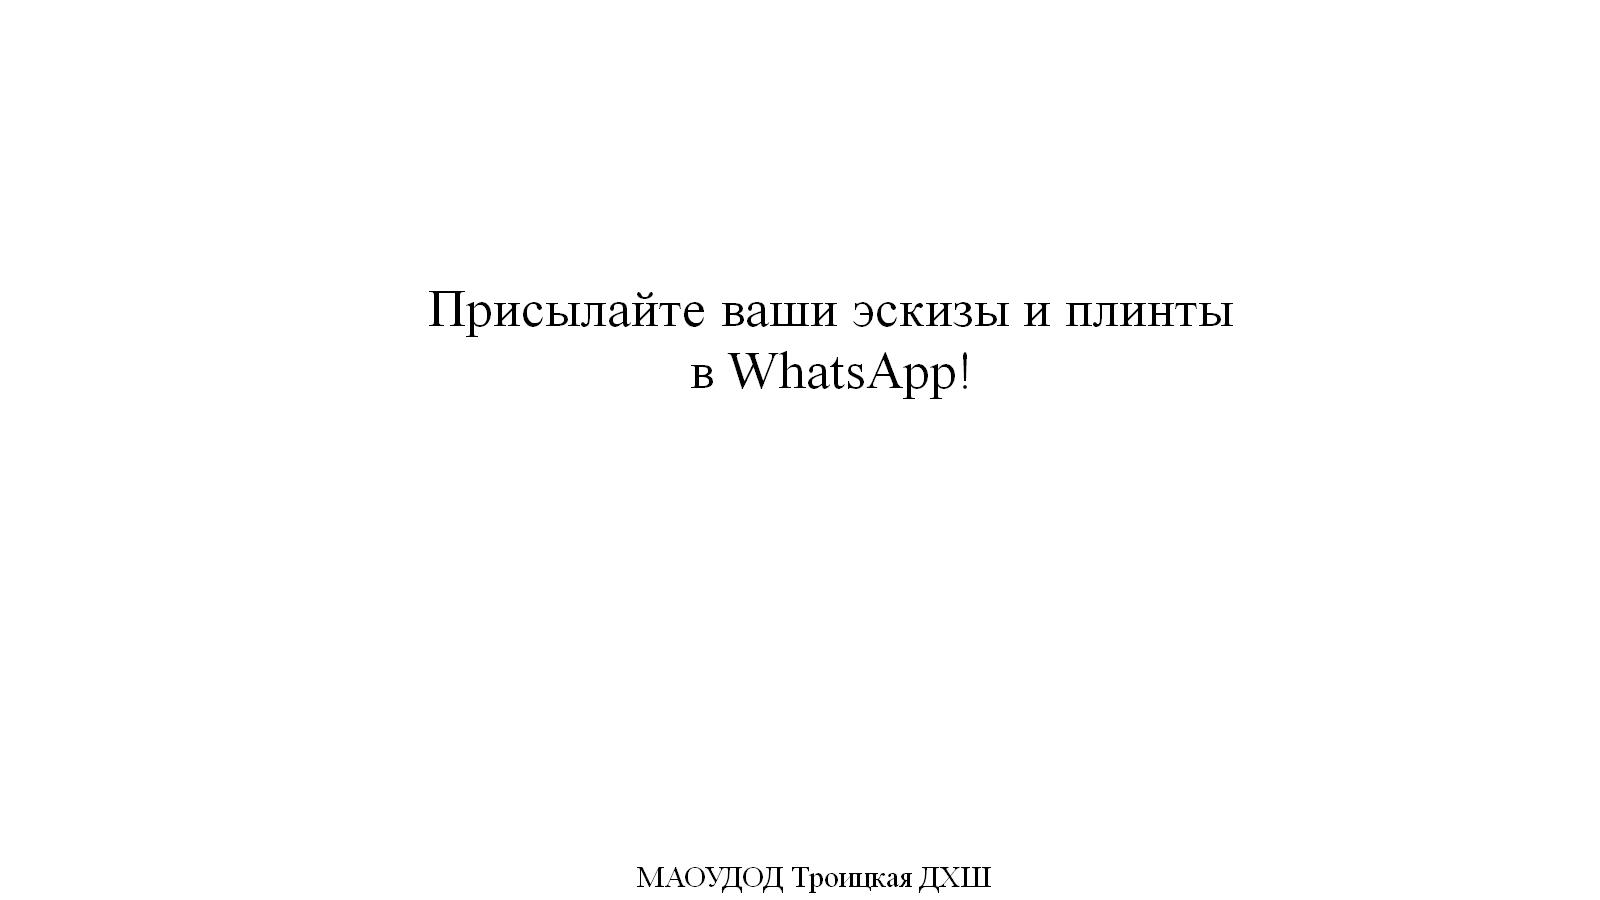 Присылайте ваши эскизы и плинты
в WhatsApp!
МАОУДОД Троицкая ДХШ